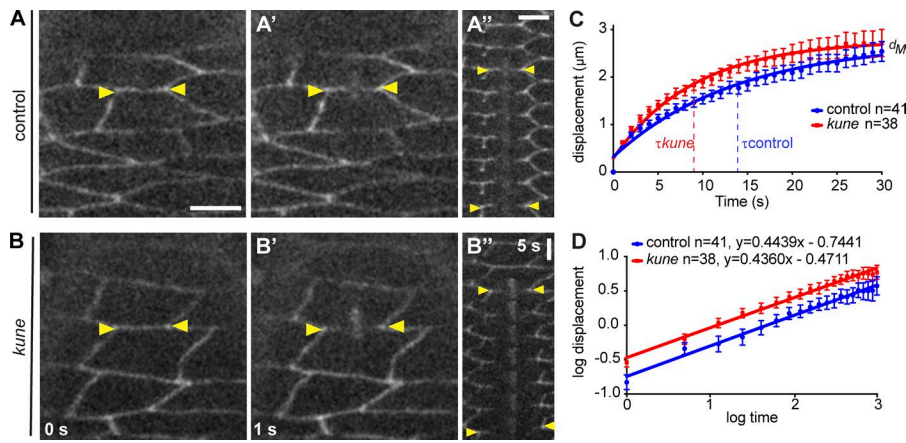 A
A'
A''
control
B
B'
B''
kune
0 s
1 s
5 s
C
displacement (µm)
3
2
1
0
dM
control n=41
kune n=38
τkune
τcontrol
0 5 10 15 20 25 30
Time (s)
D
control n=41, y=0.4439x - 0.7441
kune n=38, y=0.4360x - 0.4711
log displacement
1.0
0.5
0.0
-0.5
-1.0
0 1 2 3
log time